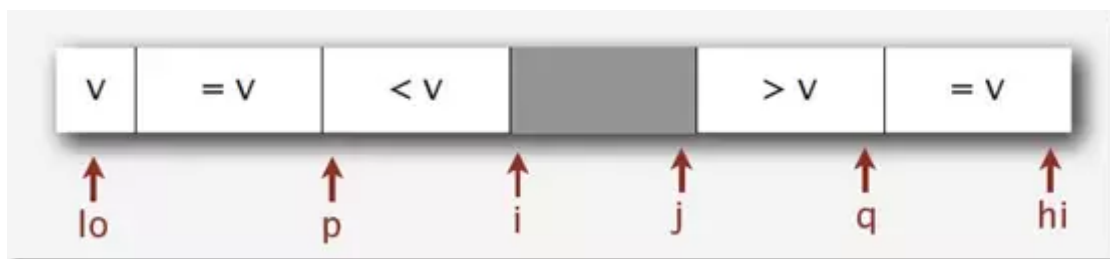 v = v < v > v = v
lo p i j q hi